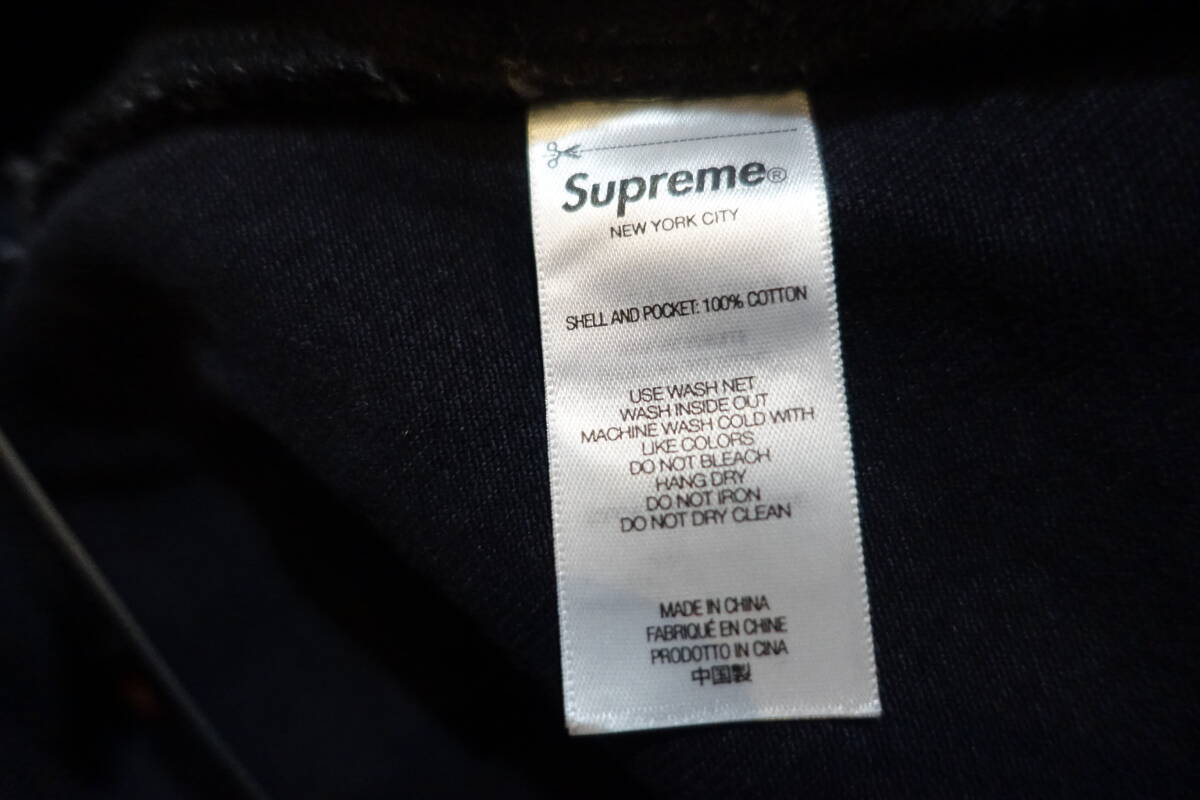 Supreme®
NEW YORK CITY
SHELL AND POCKET: 100% COTTON
USE WASH NET
WASH INSIDE OUT
MACHINE WASH COLD WITH
LIKE COLORS
DO NOT BLEACH
HANG DRY
DO NOT IRON
DO NOT DRY CLEAN
MADE IN CHINA
FABRIQUÉ EN CHINE
PRODOTTO IN CINA
中国製